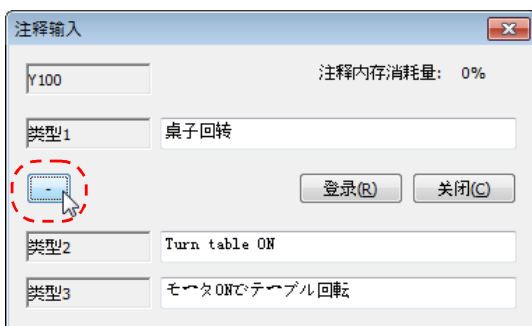 注释输入
Y100
注释内存消耗量: 0%
类型1
桌子回转
-
登录(R)
关闭(C)
类型2
Turn table ON
类型3
モータONでテーブル回転